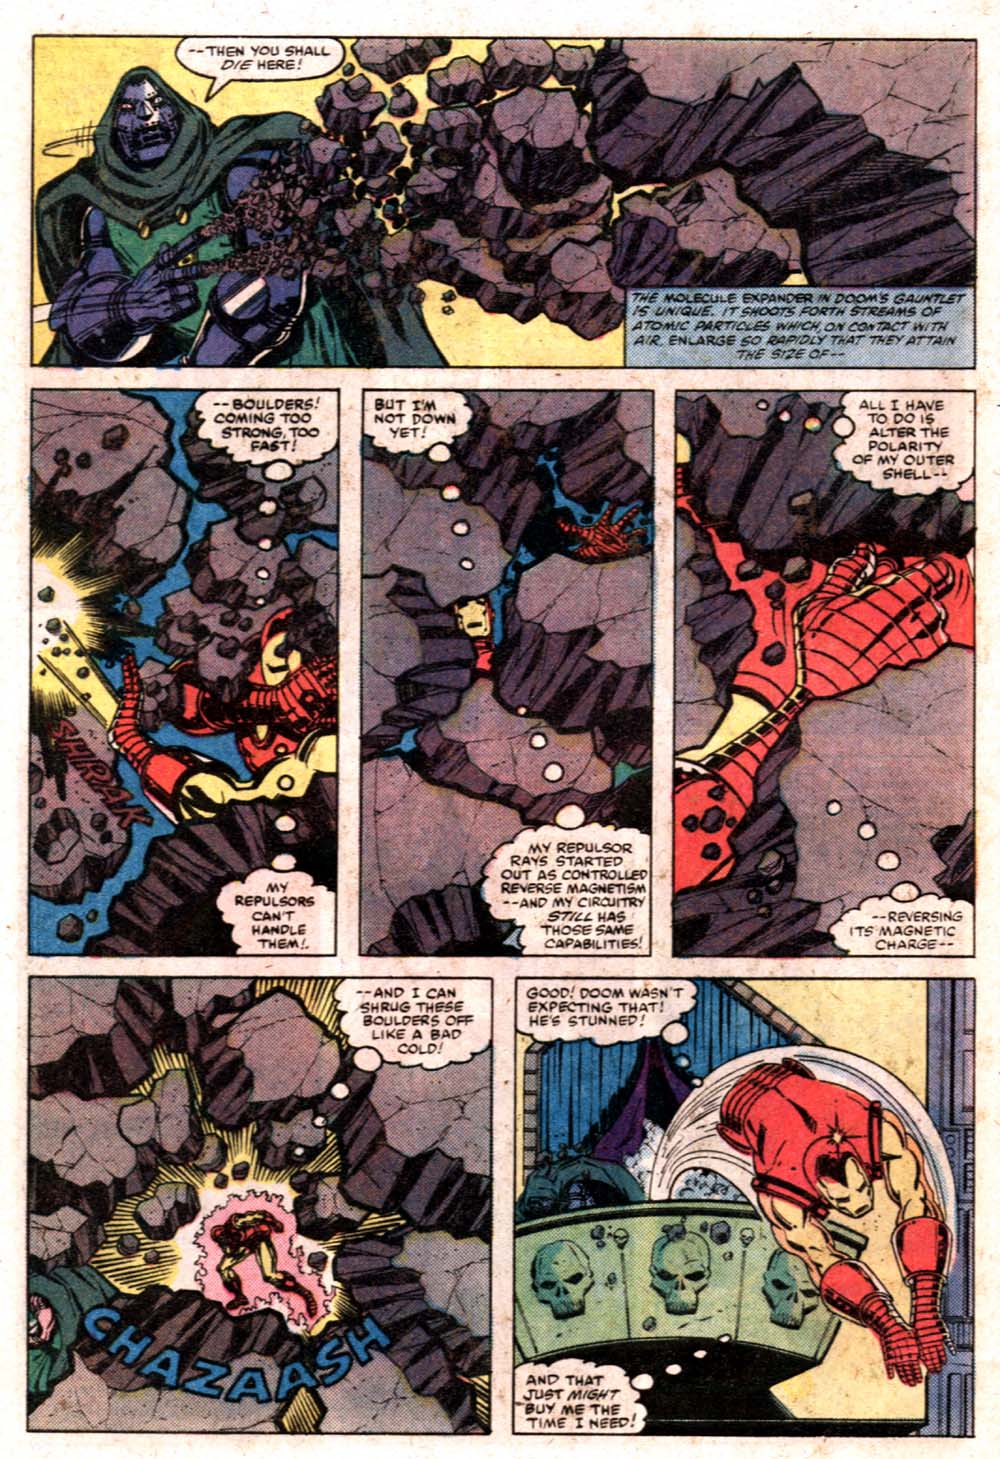 --THEN YOU SHALL
DIE HERE!
THE MOLECULE EXPANDER IN DOOM'S GAUNTLET
IS UNIQUE. IT SHOOTS FORTH STREAMS OF
ATOMIC PARTICLES WHICH, ON CONTACT WITH
AIR, ENLARGE SO RAPIDLY THAT THEY ATTAIN
THE SIZE OF--
--BOULDERS!
COMING TOO
STRONG, TOO
FAST!
SHRAK
MY
REPULSORS
CAN'T
HANDLE
THEM!
BUT I'M
NOT DOWN
YET!
MY REPULSOR
RAYS STARTED
OUT AS CONTROLLED
REVERSE MAGNETISM
--AND MY CIRCUITRY
STILL HAS
THOSE SAME
CAPABILITIES!
ALL I HAVE
TO DO IS
ALTER THE
POLARITY
OF MY OUTER
SHELL--
--REVERSING
ITS MAGNETIC
CHARGE--
--AND I CAN
SHRUG THESE
BOULDERS OFF
LIKE A BAD
COLD!
CHAZAASH
GOOD! DOOM WASN'T
EXPECTING THAT!
HE'S STUNNED!
AND THAT
JUST MIGHT
BUY ME THE
TIME I NEED!